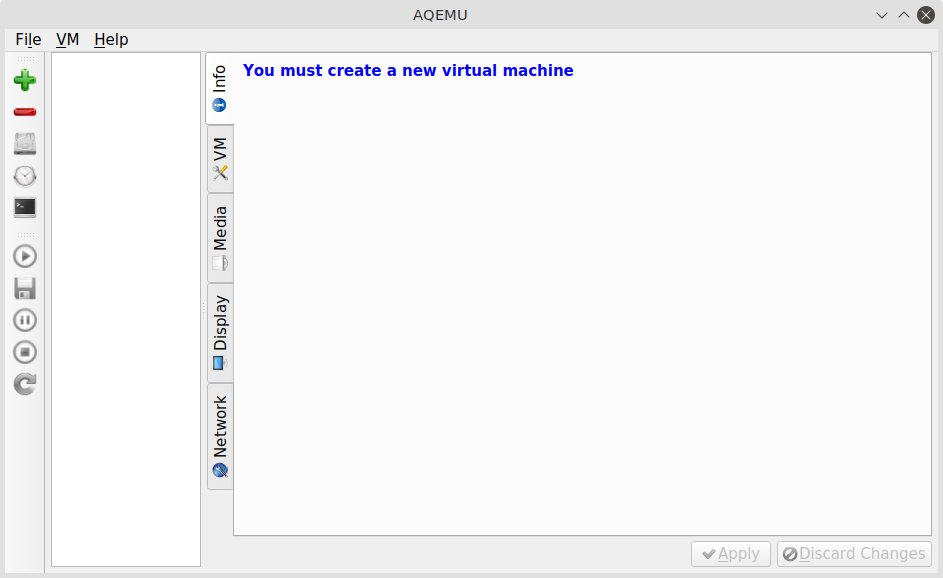 AQEMU
File VM Help
You must create a new virtual machine
Info
VM
Media
Display
Network
Apply
Discard Changes